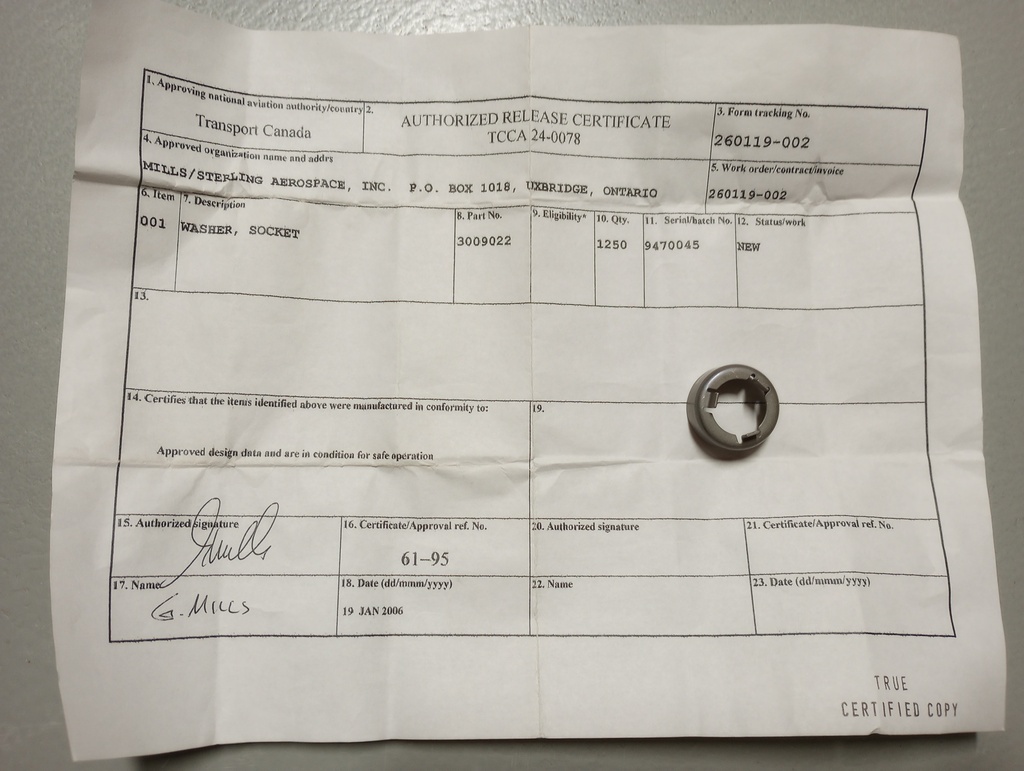 1. Approving national aviation authority/country
Transport Canada
2.
AUTHORIZED RELEASE CERTIFICATE
TCCA 24-0078
3. Form tracking No.
260119-002
4. Approved organization name and addrs
MILLS/STERLING AEROSPACE, INC. P.O. BOX 1018, UXBRIDGE, ONTARIO
5. Work order/contract/invoice
260119-002
6. Item
001
7. Description
WASHER, SOCKET
8. Part No.
3009022
9. Eligibility*
10. Qty.
1250
11. Serial/batch No.
9470045
12. Status/work
NEW
13.
14. Certifies that the items identified above were manufactured in conformity to:
Approved design data and are in condition for safe operation
19.
15. Authorized signature
16. Certificate/Approval ref. No.
61-95
20. Authorized signature
21. Certificate/Approval ref. No.
17. Name
G. MILLS
18. Date (dd/mmm/yyyy)
19 JAN 2006
22. Name
23. Date (dd/mmm/yyyy)
TRUE
CERTIFIED COPY